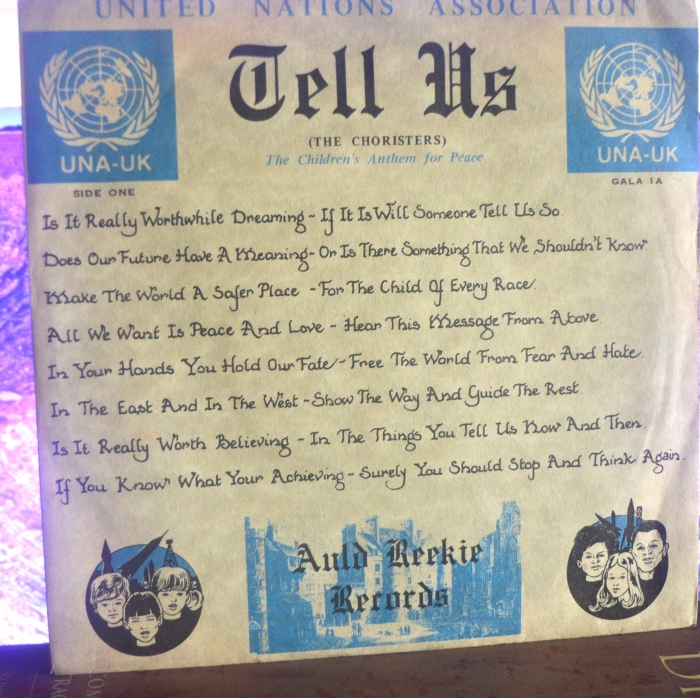 UNITED NATIONS ASSOCIATION
Tell Us
(THE CHORISTERS)
The Children's Anthem for Peace
UNA-UK
UNA-UK
SIDE ONE
GALA 1A
Is It Really Worthwhile Dreaming - If It Is Will Someone Tell Us So.
Does Our Future Have A Meaning - Or Is There Something That We Shouldn't Know
Make The World A Safer Place - For The Child Of Every Race.
All We Want Is Peace And Love - Hear This Message From Above.
In Your Hands You Hold Our Fate - Free The World From Fear And Hate.
In The East And In The West - Show The Way And Guide The Rest.
Is It Really Worth Believing - In The Things You Tell Us Now And Then.
If You Know What Your Achieving - Surely You Should Stop And Think Again.
Auld Reekie
Records